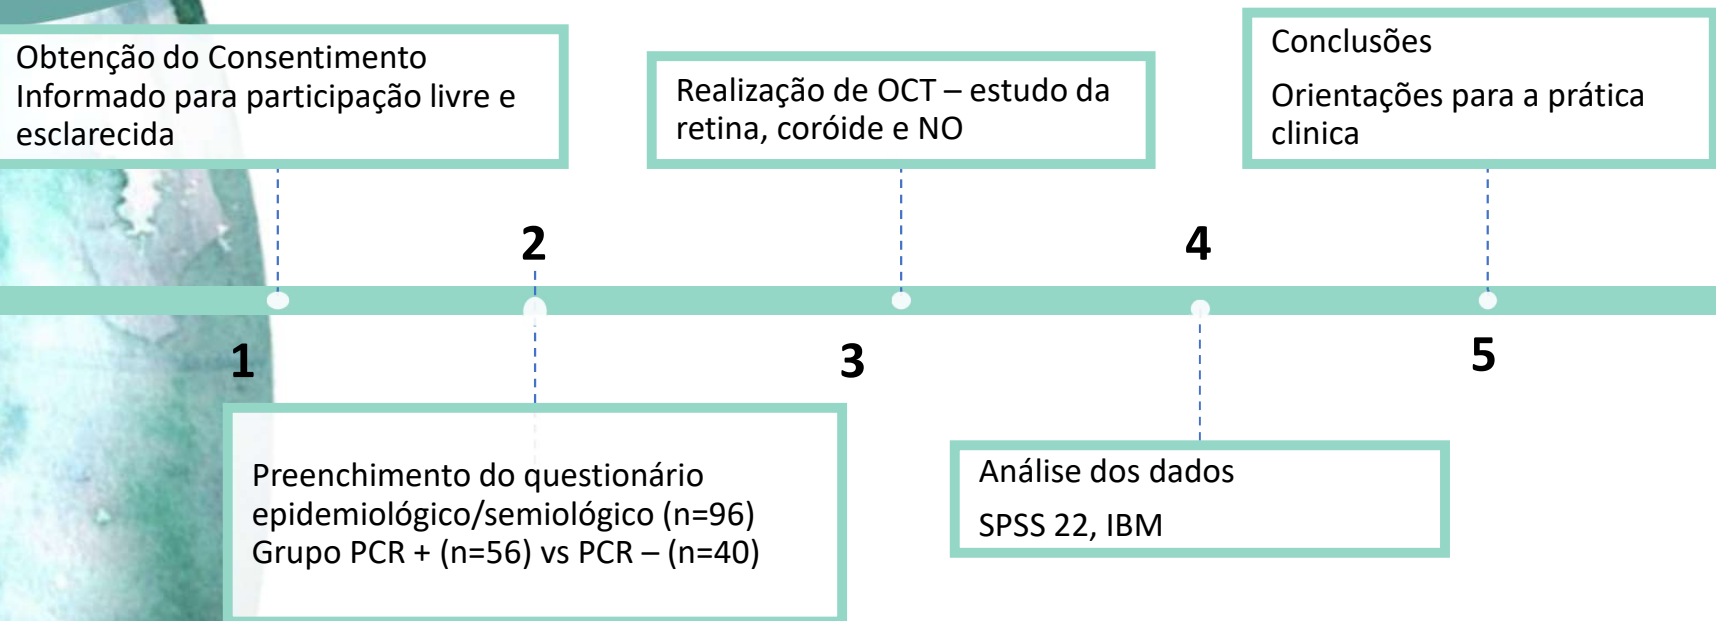 Obtenção do Consentimento
Informado para participação livre e
esclarecida
1
2
Preenchimento do questionário
epidemiológico/semiológico (n=96)
Grupo PCR + (n=56) vs PCR – (n=40)
Realização de OCT – estudo da
retina, coróide e NO
3
4
Análise dos dados
SPSS 22, IBM
Conclusões
Orientações para a prática
clinica
5